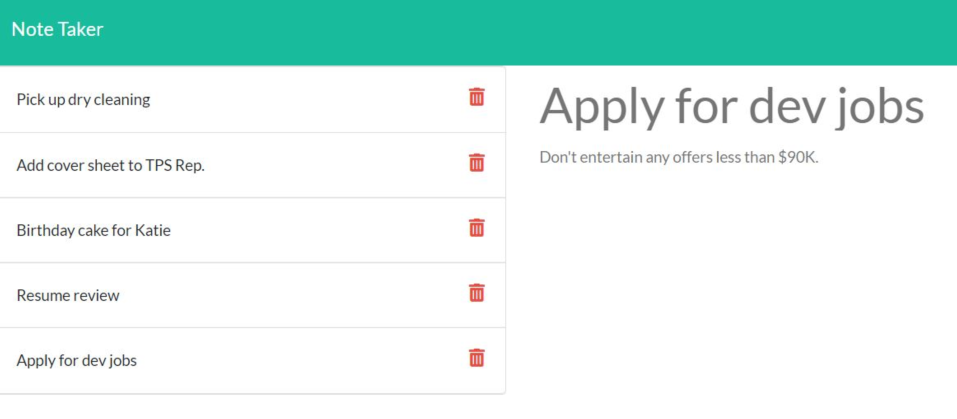 Note Taker
Pick up dry cleaning
Add cover sheet to TPS Rep.
Birthday cake for Katie
Resume review
Apply for dev jobs
Apply for dev jobs
Don't entertain any offers less than $90K.